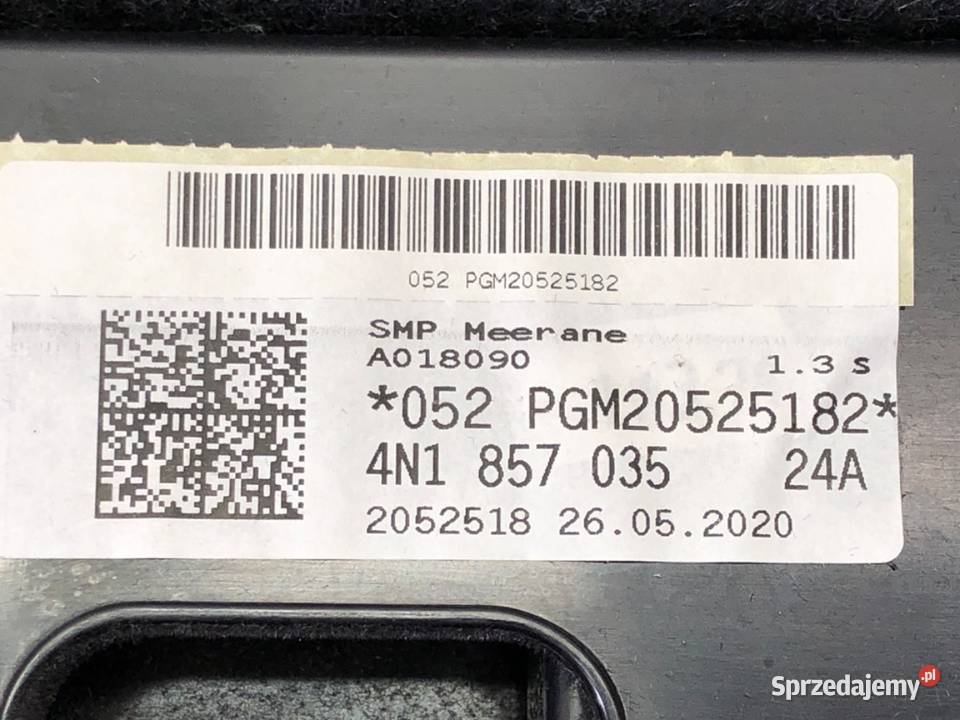 052 PGM20525182
SMP Meerane
A018090 1.3 s
*052 PGM20525182*
4N1 857 035 24A
2052518 26.05.2020
Sprzedajemy.pl